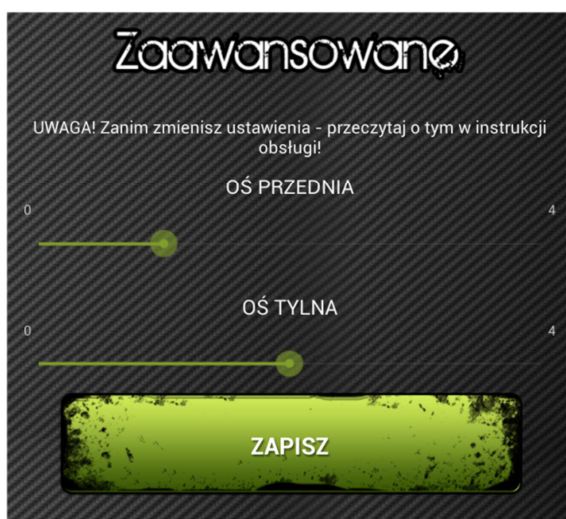 Zaawansowane
UWAGA! Zanim zmienisz ustawienia - przeczytaj o tym w instrukcji
obsługi!
OŚ PRZEDNIA
0 4
OŚ TYLNA
0 4
ZAPISZ